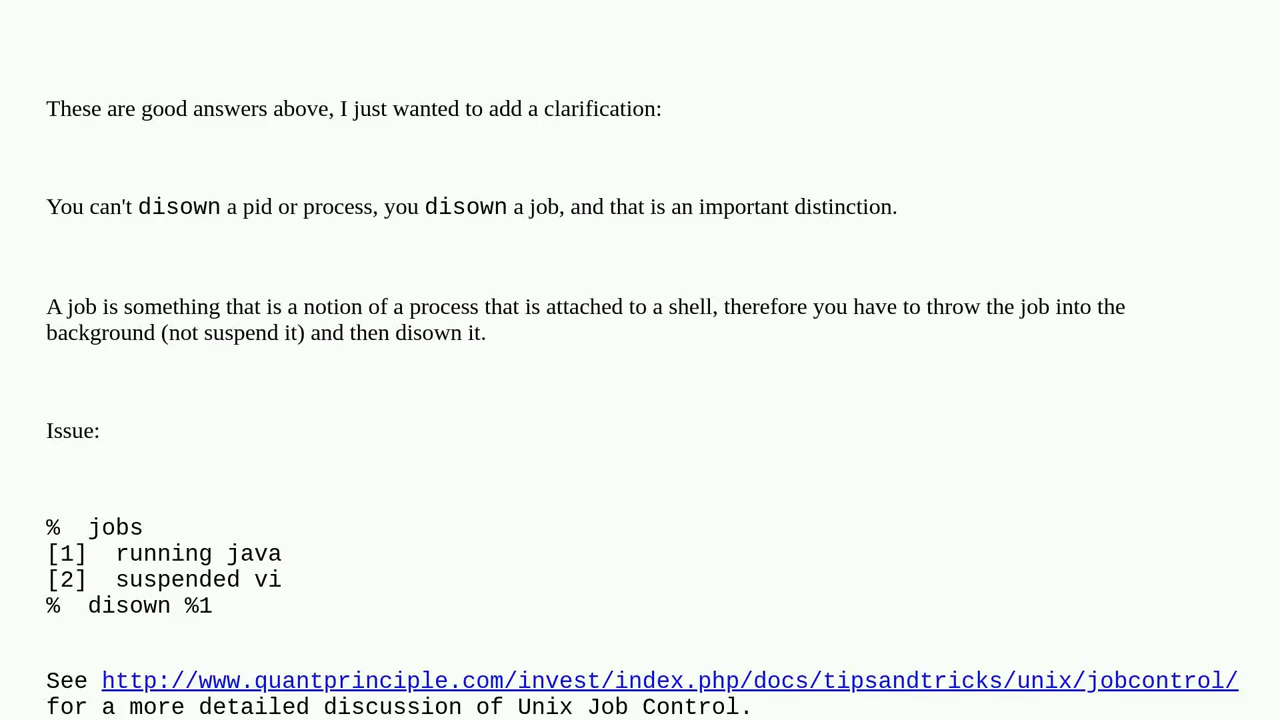 These are good answers above, I just wanted to add a clarification:
You can't disown a pid or process, you disown a job, and that is an important distinction.
A job is something that is a notion of a process that is attached to a shell, therefore you have to throw the job into the
background (not suspend it) and then disown it.
Issue:
%  jobs
[1]  running java
[2]  suspended vi
%  disown %1
See http://www.quantprinciple.com/invest/index.php/docs/tipsandtricks/unix/jobcontrol/
for a more detailed discussion of Unix Job Control.